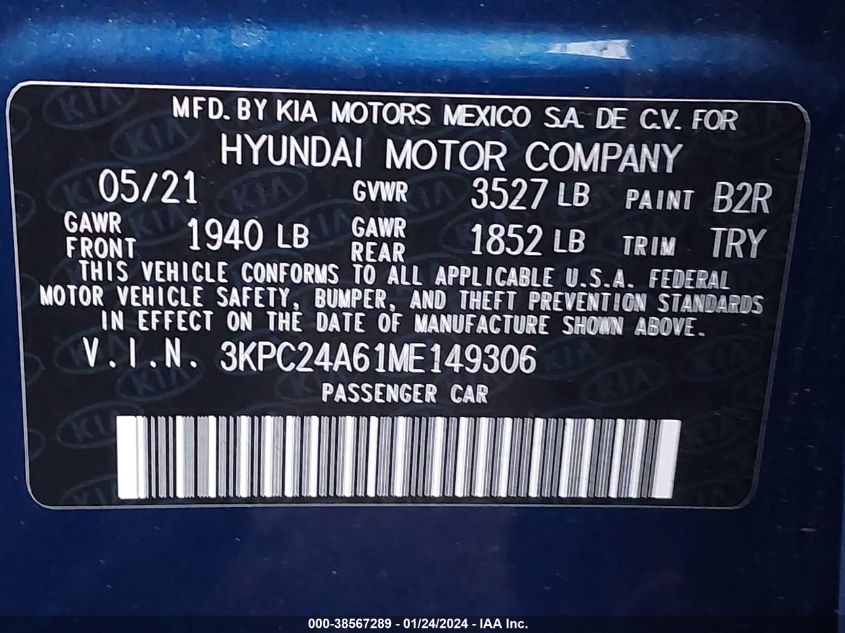 MFD. BY KIA MOTORS MEXICO S.A. DE C.V. FOR
HYUNDAI MOTOR COMPANY
05/21 GVWR 3527 LB PAINT B2R
GAWR FRONT 1940 LB GAWR REAR 1852 LB TRIM TRY
THIS VEHICLE CONFORMS TO ALL APPLICABLE U.S.A. FEDERAL
MOTOR VEHICLE SAFETY, BUMPER, AND THEFT PREVENTION STANDARDS
IN EFFECT ON THE DATE OF MANUFACTURE SHOWN ABOVE.
V.I.N. 3KPC24A61ME149306
PASSENGER CAR
000-38567289 - 01/24/2024 - IAA Inc.